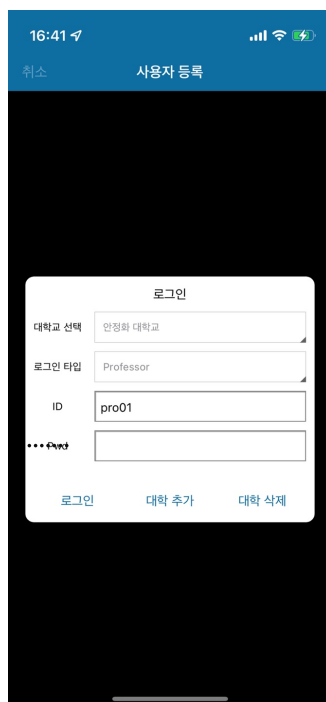 16:41
취소 사용자 등록
로그인
대학교 선택 안정화 대학교
로그인 타입 Professor
ID pro01
Pwd
로그인 대학 추가 대학 삭제